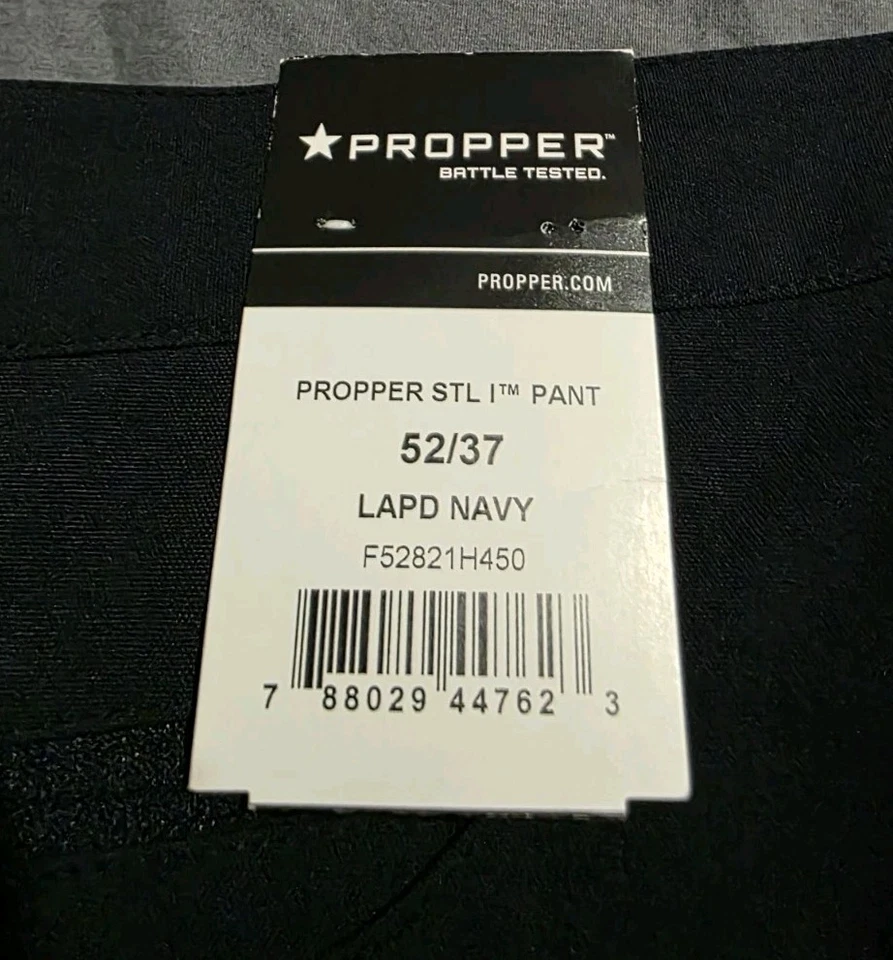 PROPPER™
BATTLE TESTED.
PROPPER.COM
PROPPER STL I™ PANT
52/37
LAPD NAVY
F52821H450
7 88029 44762 3